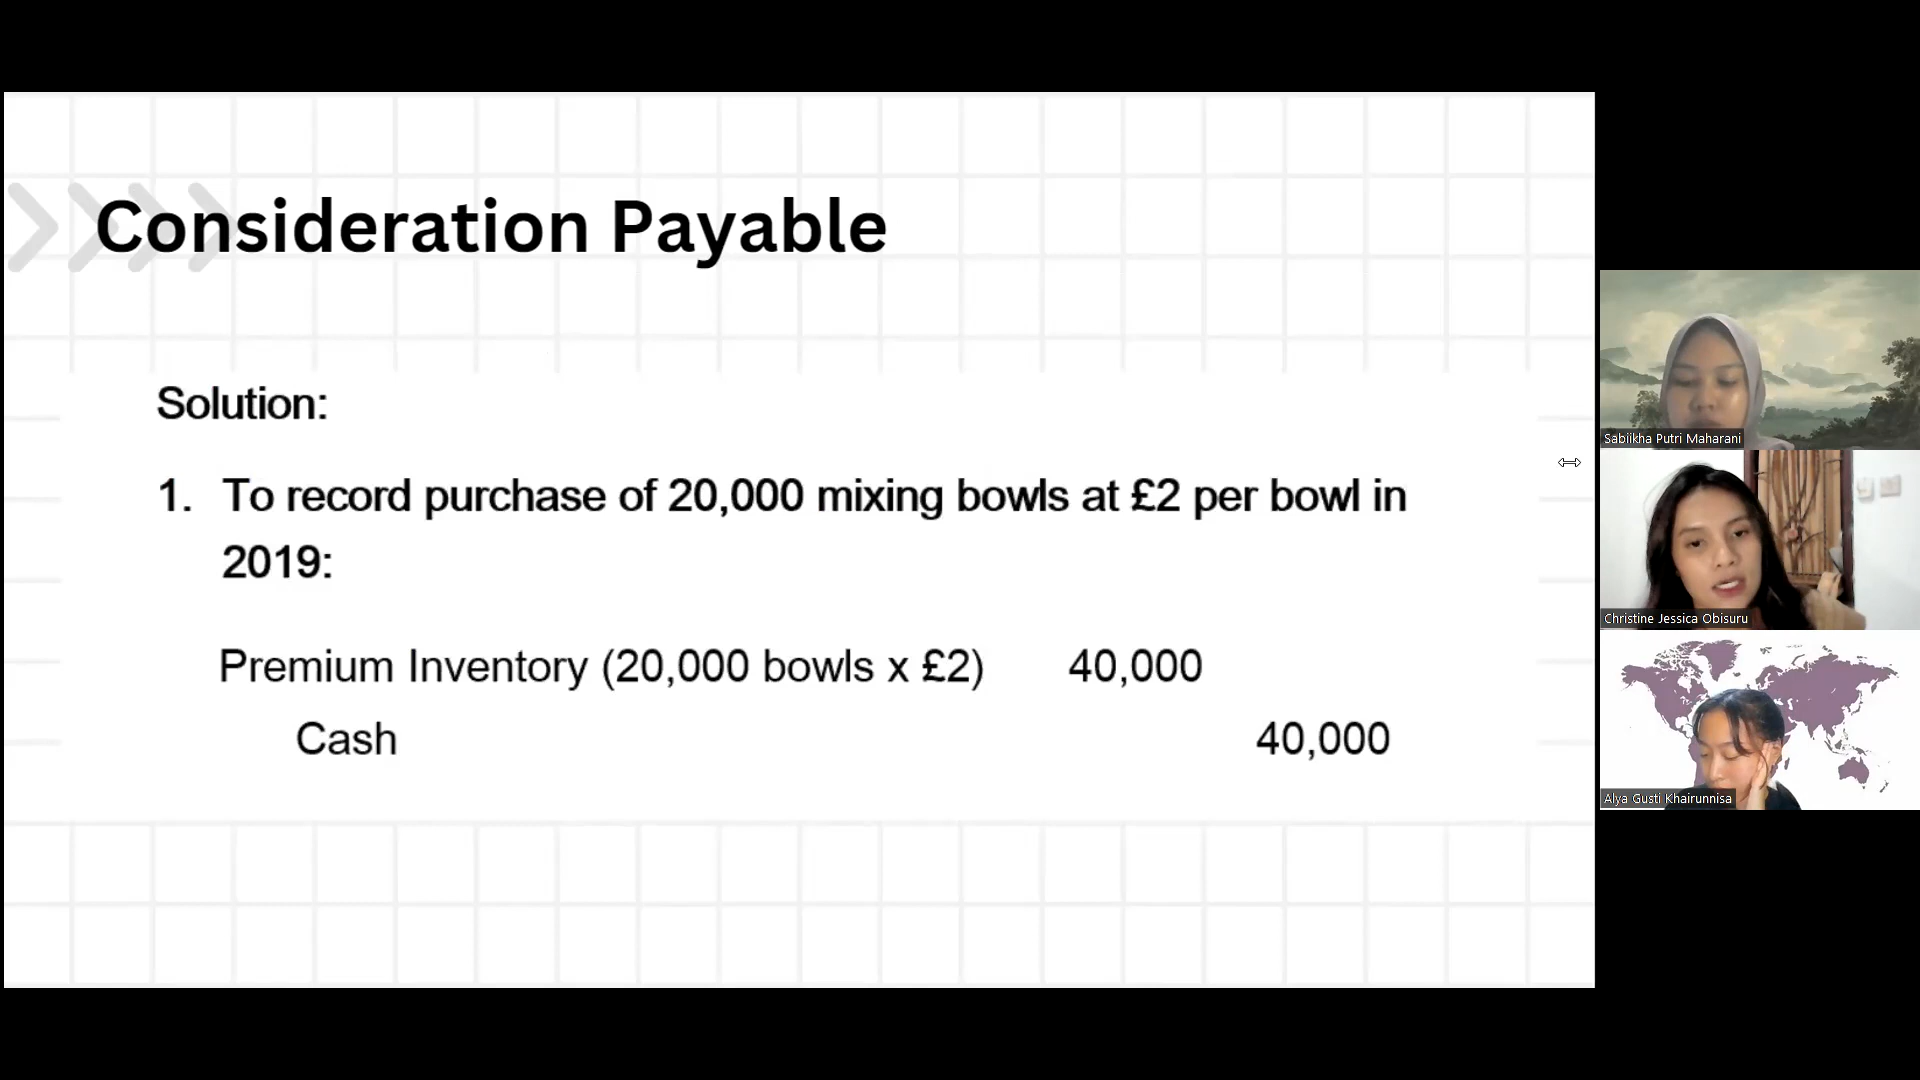 Consideration Payable
Solution:
1. To record purchase of 20,000 mixing bowls at £2 per bowl in
2019:
Premium Inventory (20,000 bowls x £2) 40,000
Cash 40,000
Sabiikha Putri Maharani
Christine Jessica Obisuru
Alya Gusti Khairunnisa